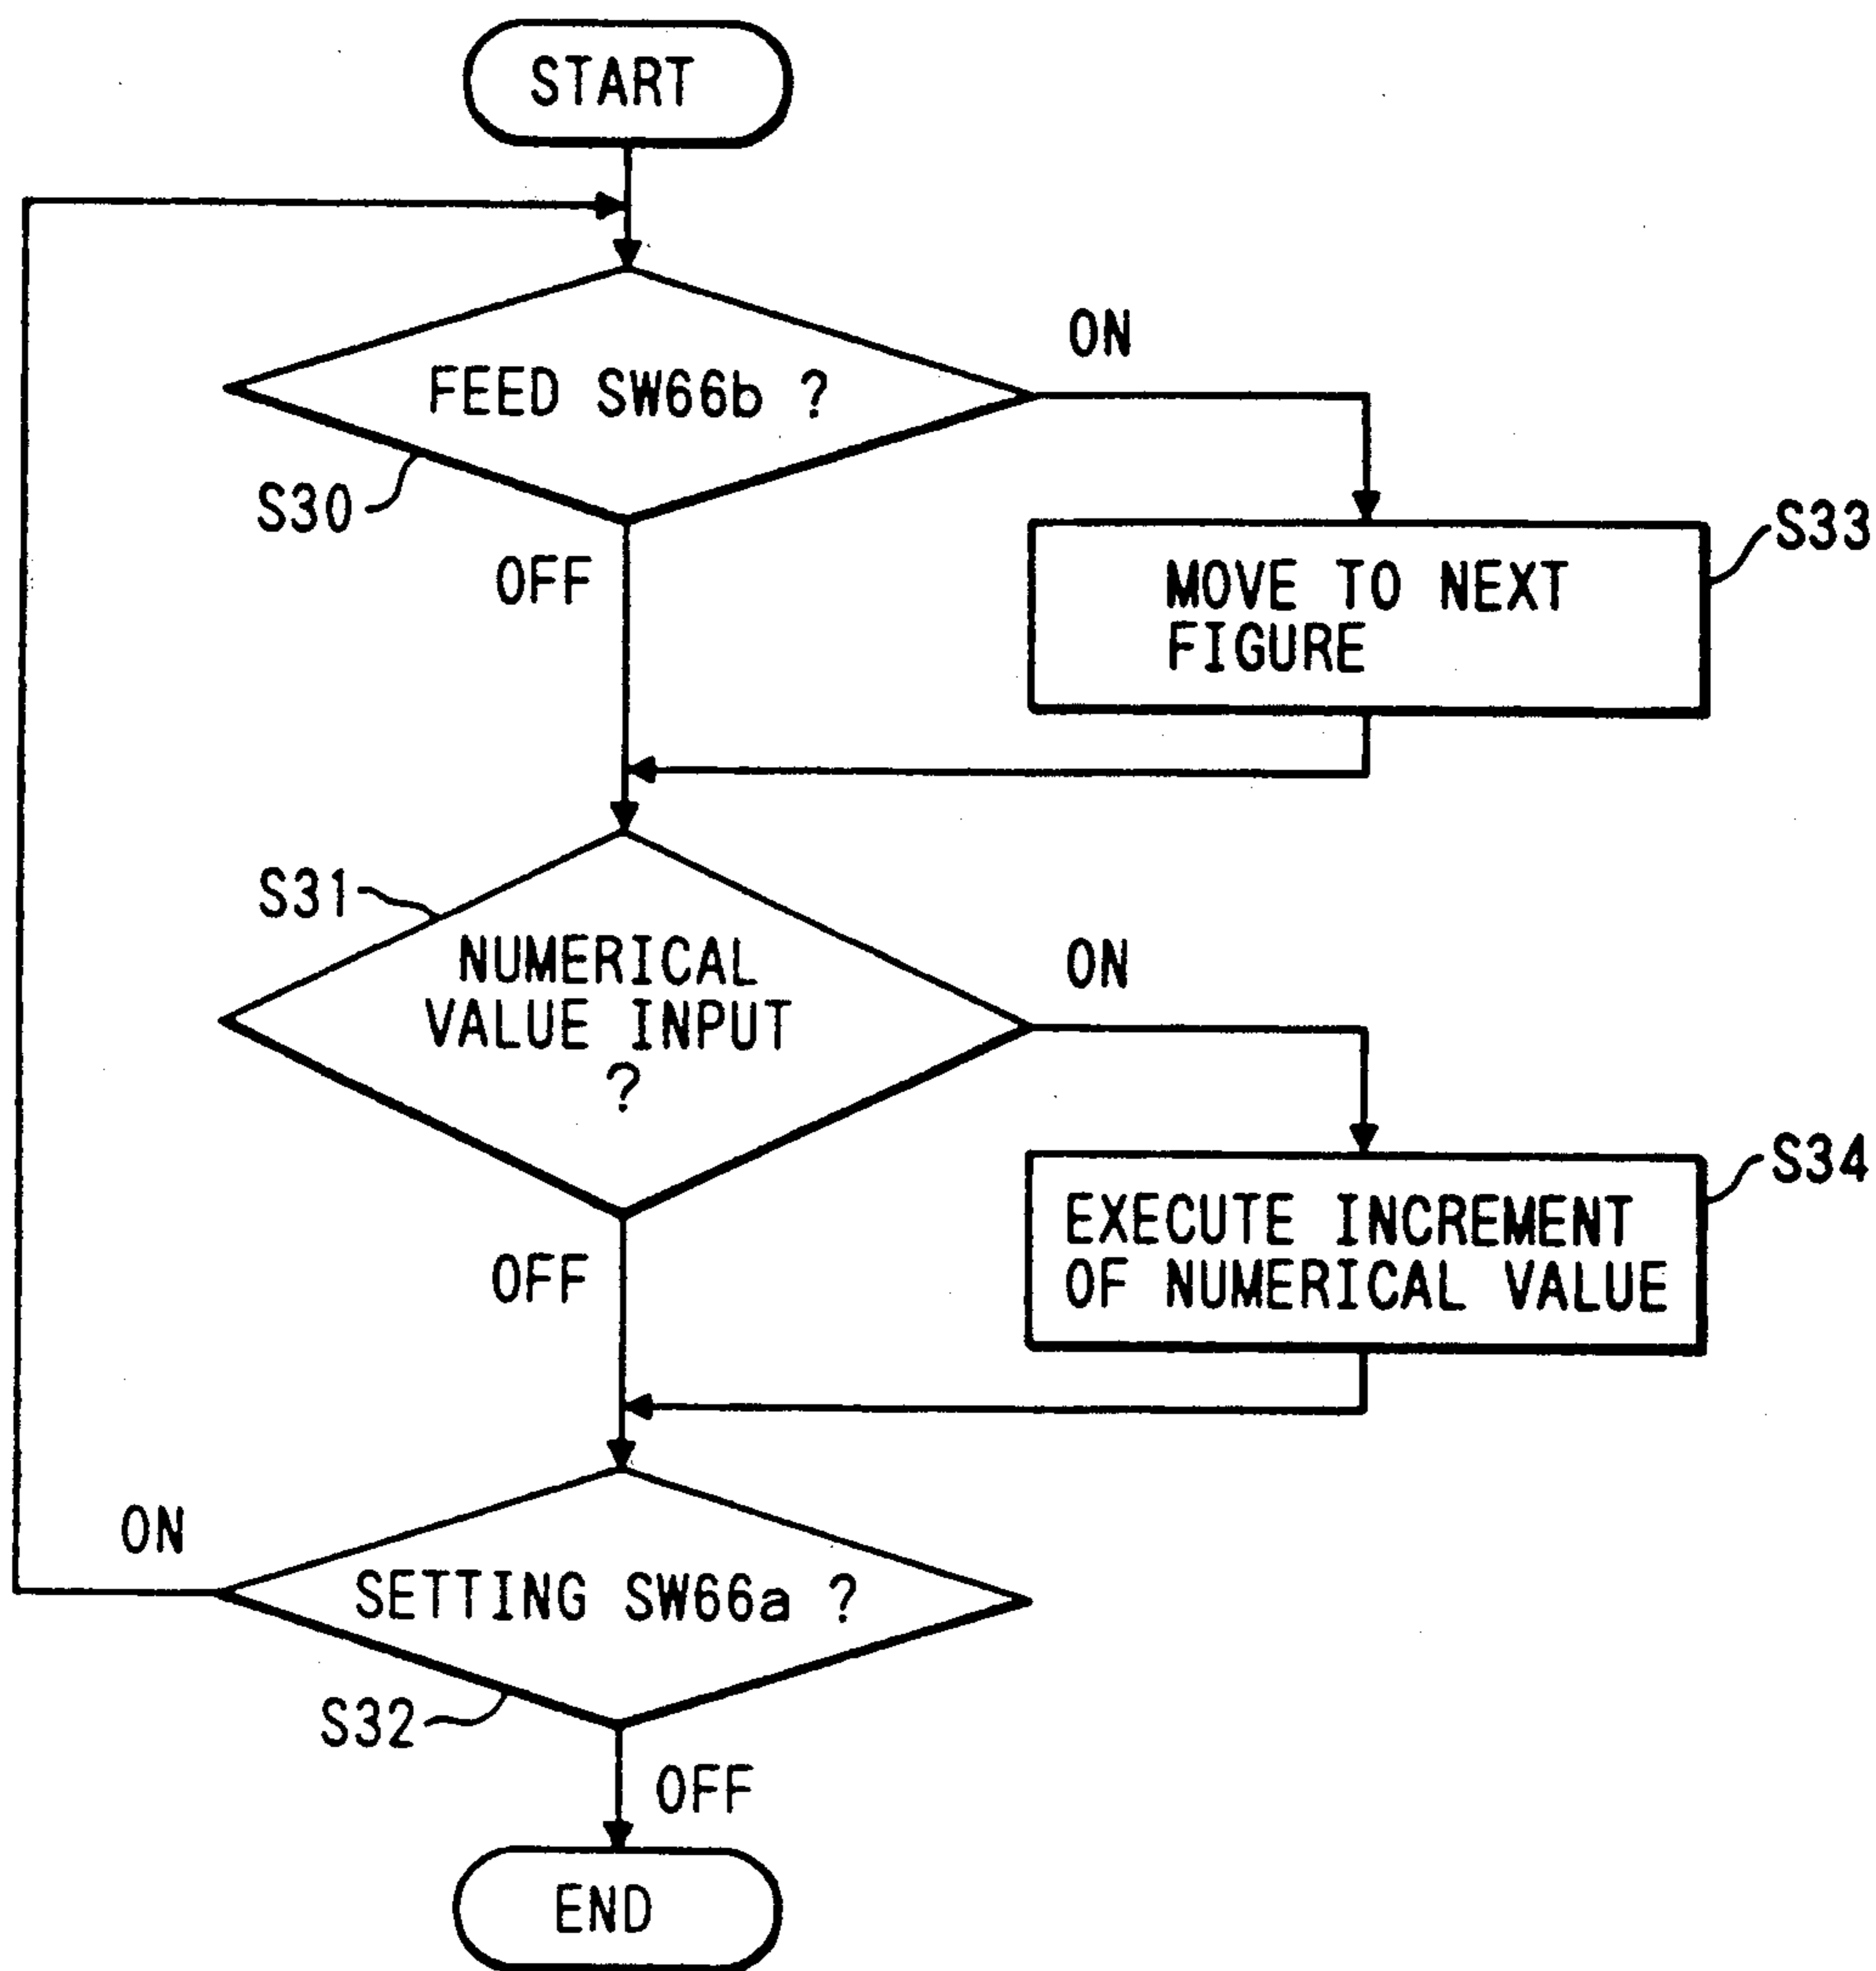 START
FEED SW66b ?
ON
S30
OFF
S33
MOVE TO NEXT
FIGURE
S31
NUMERICAL
VALUE INPUT
?
ON
OFF
S34
EXECUTE INCREMENT
OF NUMERICAL VALUE
ON
SETTING SW66a ?
S32
OFF
END